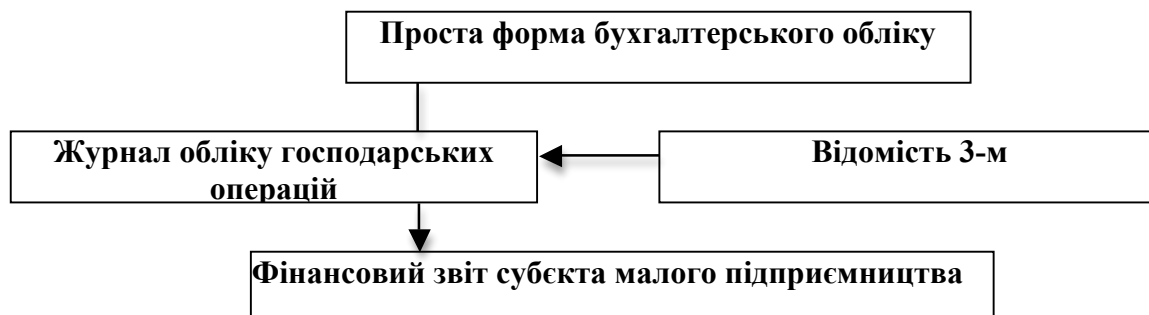 Проста форма бухгалтерського обліку
Журнал обліку господарських
операцій
Відомість 3-м
Фінансовий звіт субєкта малого підприємництва